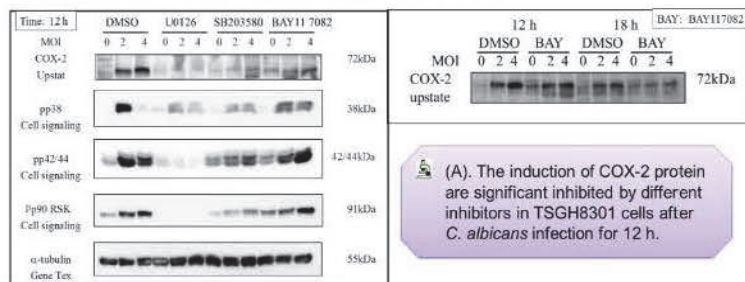 Time: 12 h
DMSO U0126 SB203580 BAY11 7082
MOI 0 2 4 0 2 4 0 2 4 0 2 4
COX-2 72kDa
Upstat
pp38 38kDa
Cell signaling
pp42/44 42/44kDa
Cell signaling
Pp90 RSK 91kDa
Cell signaling
α-tubulin 55kDa
Gene Tex
BAY: BAY117082
12 h 18 h
DMSO BAY DMSO BAY
MOI 0 2 4 0 2 4 0 2 4 0 2 4
COX-2 72kDa
upstate
(A). The induction of COX-2 protein
are significant inhibited by different
inhibitors in TSGH8301 cells after
C. albicans infection for 12 h.